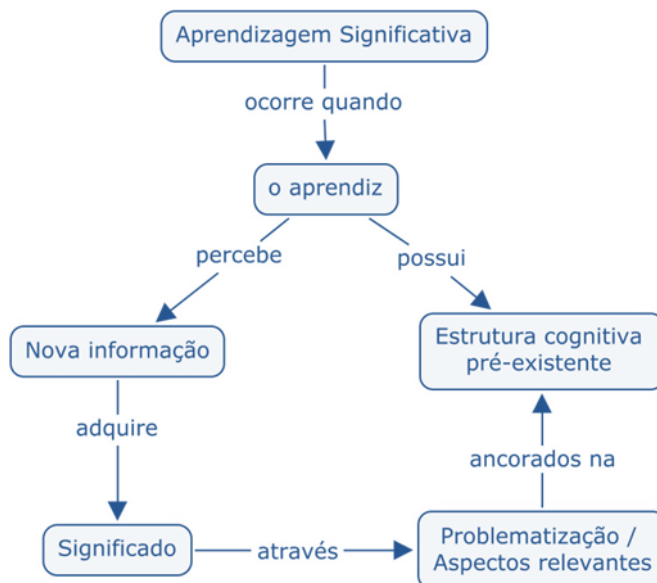 Aprendizagem Significativa
ocorre quando
o aprendiz
percebe
possui
Nova informação
Estrutura cognitiva
pré-existente
adquire
ancorados na
Significado
através
Problematização /
Aspectos relevantes